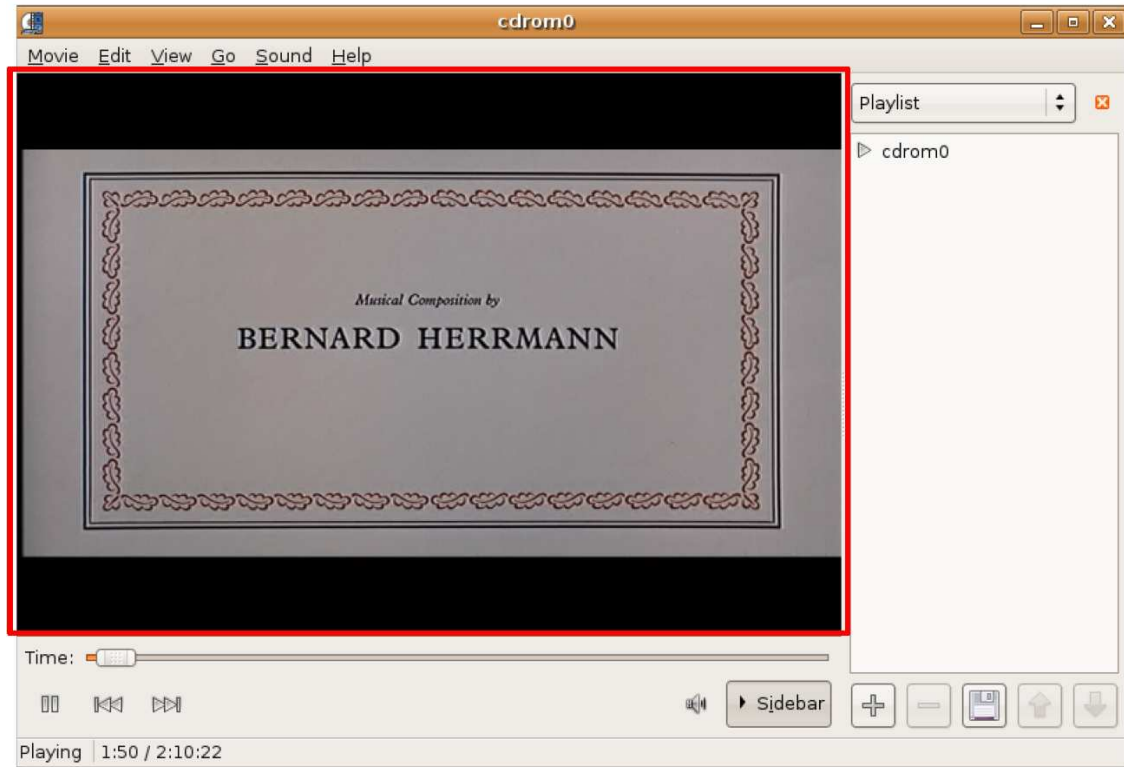 cdrom0
Movie Edit View Go Sound Help
Playlist
cdrom0
Musical Composition by
BERNARD HERRMANN
Time:
Sidebar
Playing 1:50 / 2:10:22